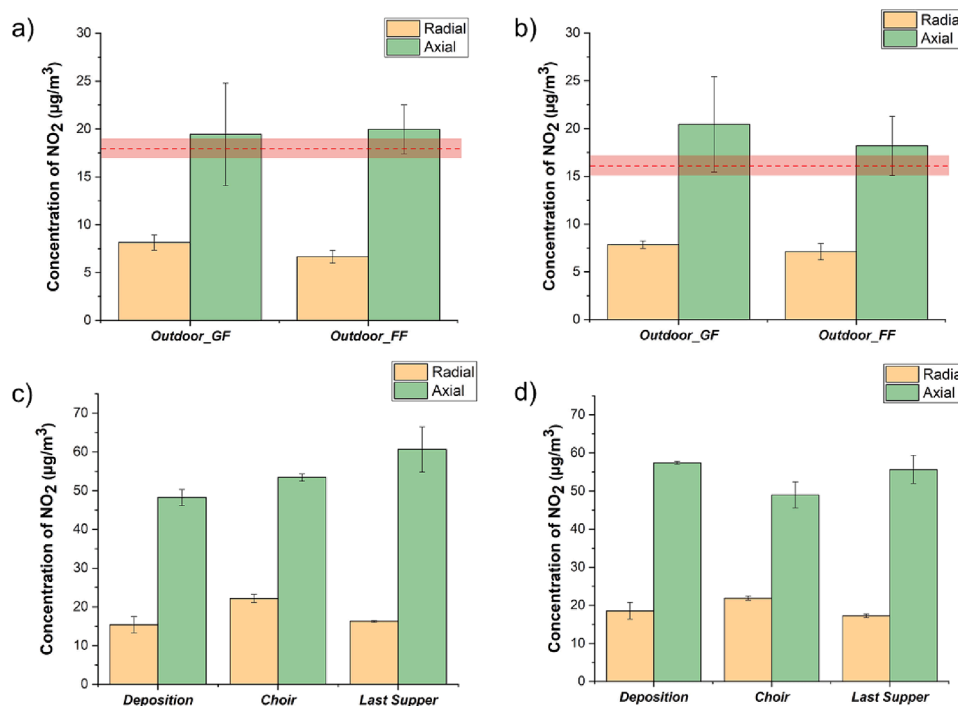 a)
Radial
Axial
Concentration of NO2 (µg/m3)
30
25
20
15
10
5
0
Outdoor_GF
Outdoor_FF
b)
Radial
Axial
Concentration of NO2 (µg/m3)
30
25
20
15
10
5
0
Outdoor_GF
Outdoor_FF
c)
Radial
Axial
Concentration of NO2 (µg/m3)
70
60
50
40
30
20
10
0
Deposition
Choir
Last Supper
d)
Radial
Axial
Concentration of NO2 (µg/m3)
70
60
50
40
30
20
10
0
Deposition
Choir
Last Supper